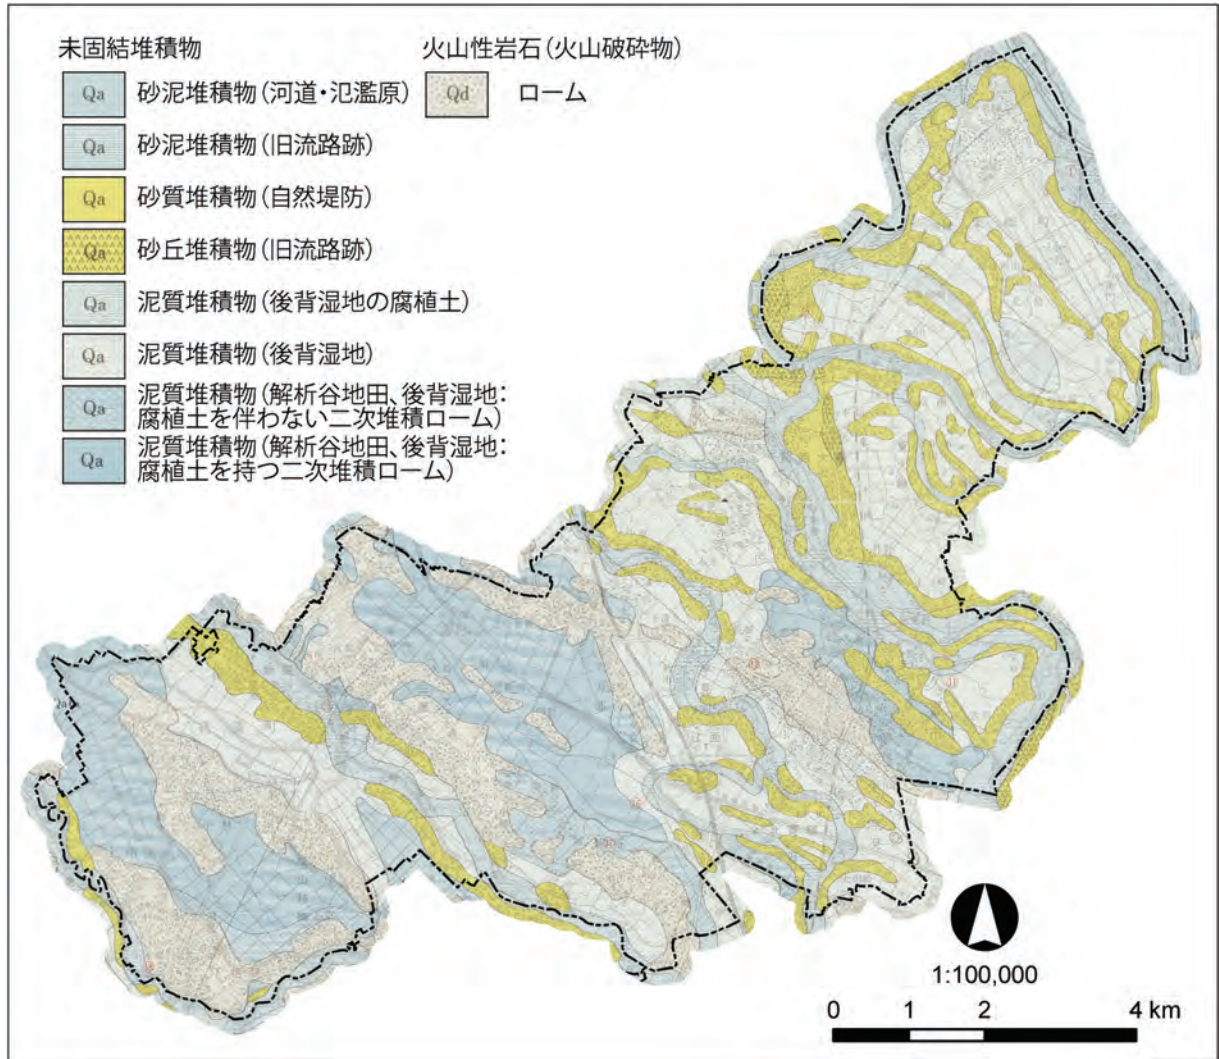 未固結堆積物
Qa 砂泥堆積物(河道・氾濫原)
Qa 砂泥堆積物(旧流路跡)
Qa 砂質堆積物(自然堤防)
Qa 砂丘堆積物(旧流路跡)
Qa 泥質堆積物(後背湿地の腐植土)
Qa 泥質堆積物(後背湿地)
Qa 泥質堆積物(解析谷地田、後背湿地:
腐植土を伴わない二次堆積ローム)
Qa 泥質堆積物(解析谷地田、後背湿地:
腐植土を持つ二次堆積ローム)
火山性岩石(火山破砕物)
Qd ローム
1:100,000
0 1 2 4 km